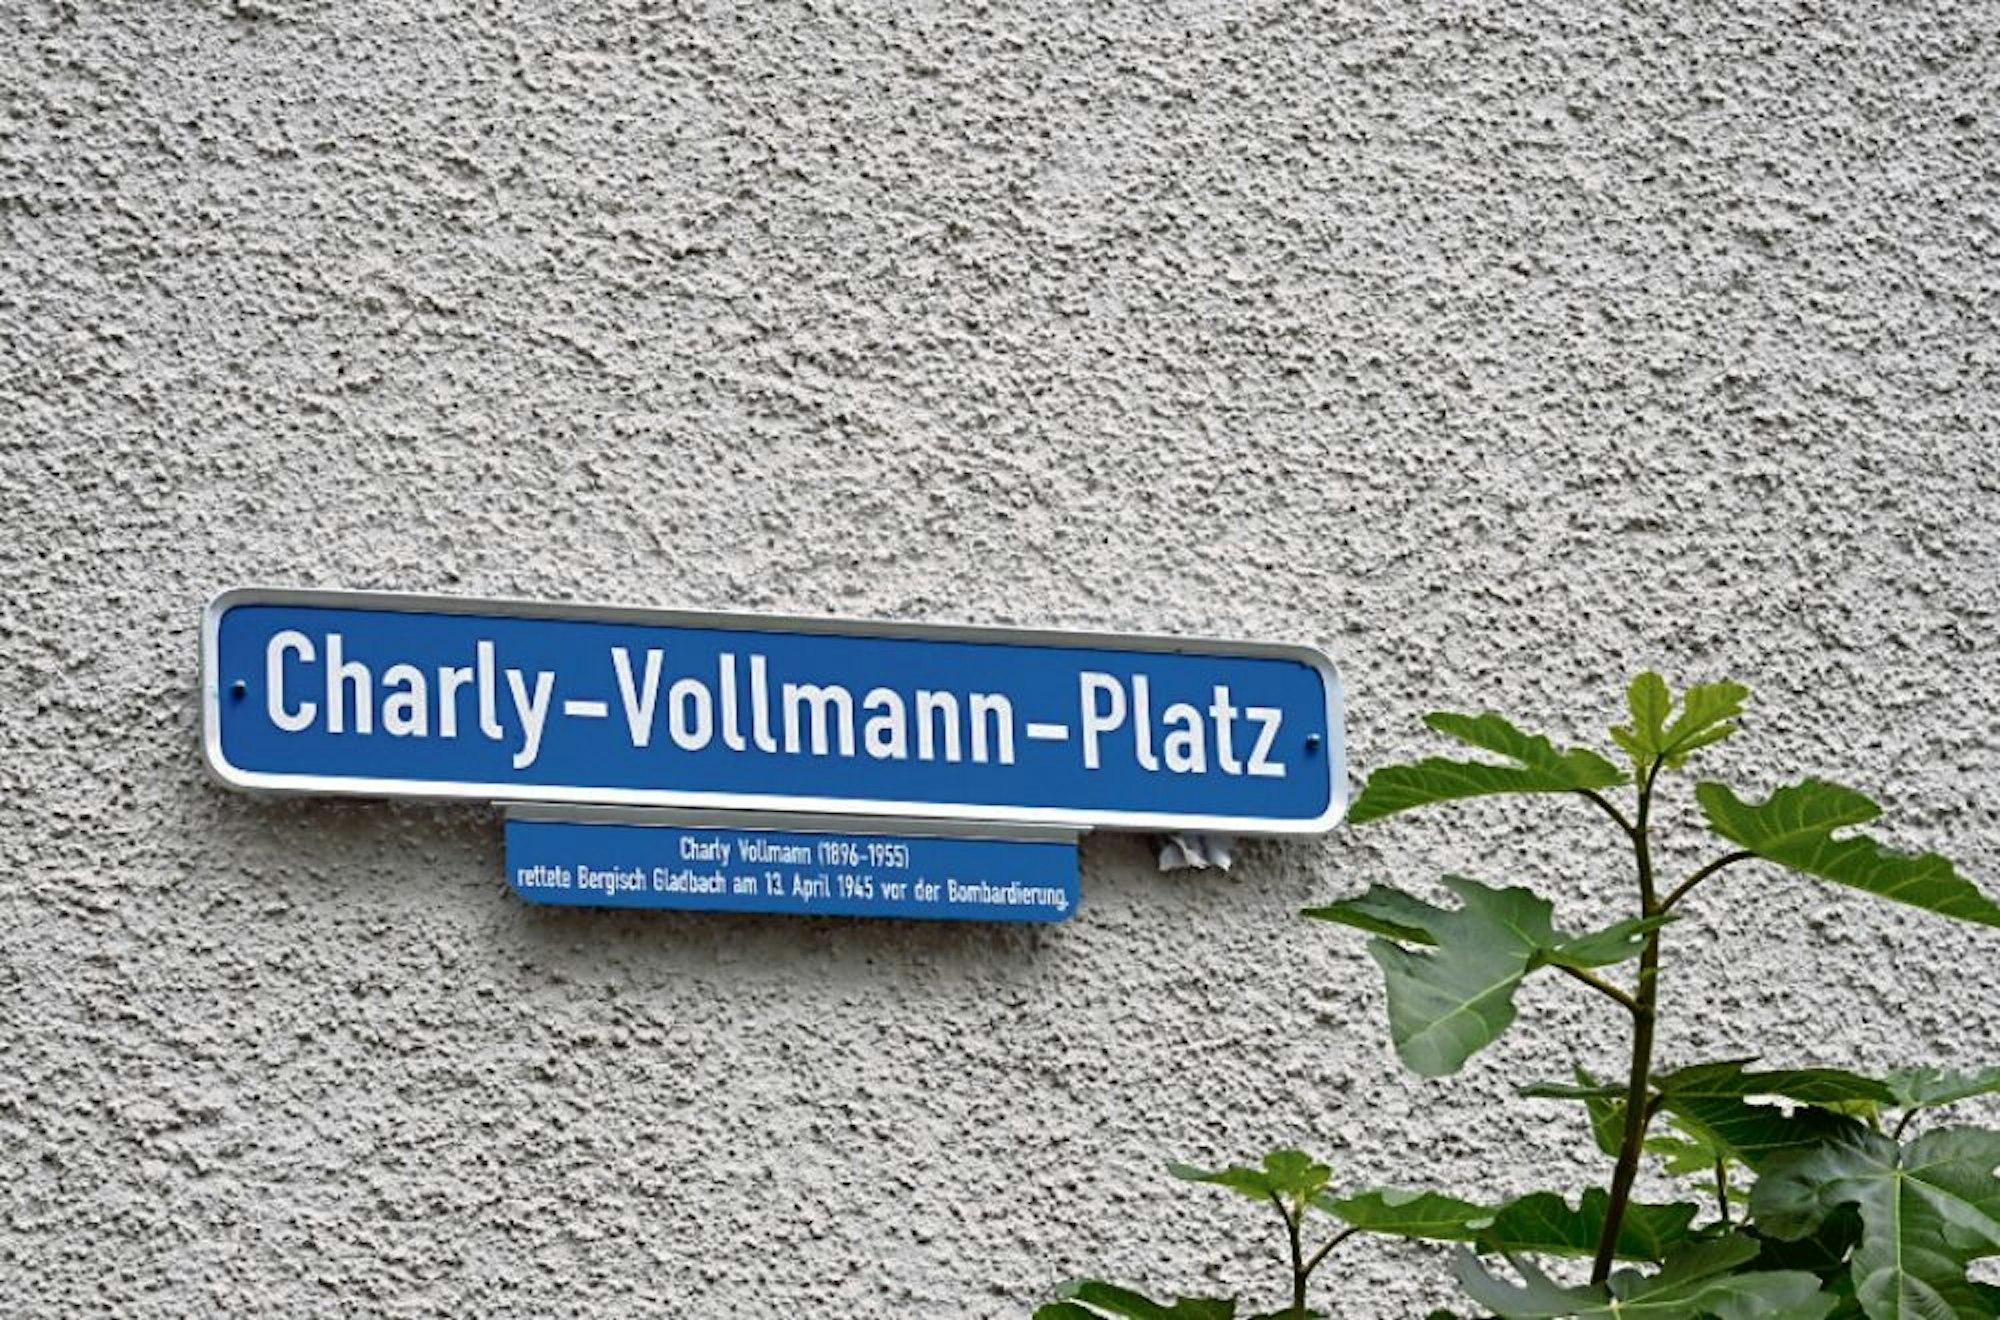 Charly-Vollmann-Platz
Charly Vollmann (1896-1955)
rettete Bergisch Gladbach am 13. April 1945 vor der Bombardierung.